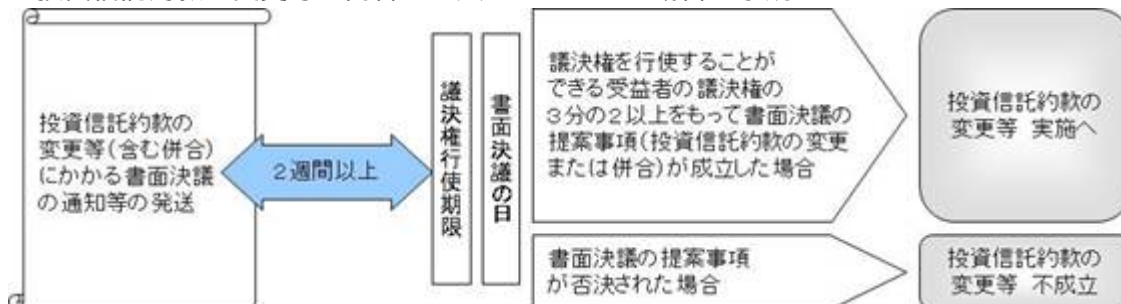 投資信託約款の
変更等(含む併合)
にかかる書面決議
の通知等の発送
2週間以上
議決権行使期限
書面決議の日
議決権を行使することが
できる受益者の議決権の
3分の2以上をもって書面決議の
提案事項(投資信託約款の変更
または併合)が成立した場合
投資信託約款の
変更等 実施へ
書面決議の提案事項
が否決された場合
投資信託約款の
変更等 不成立